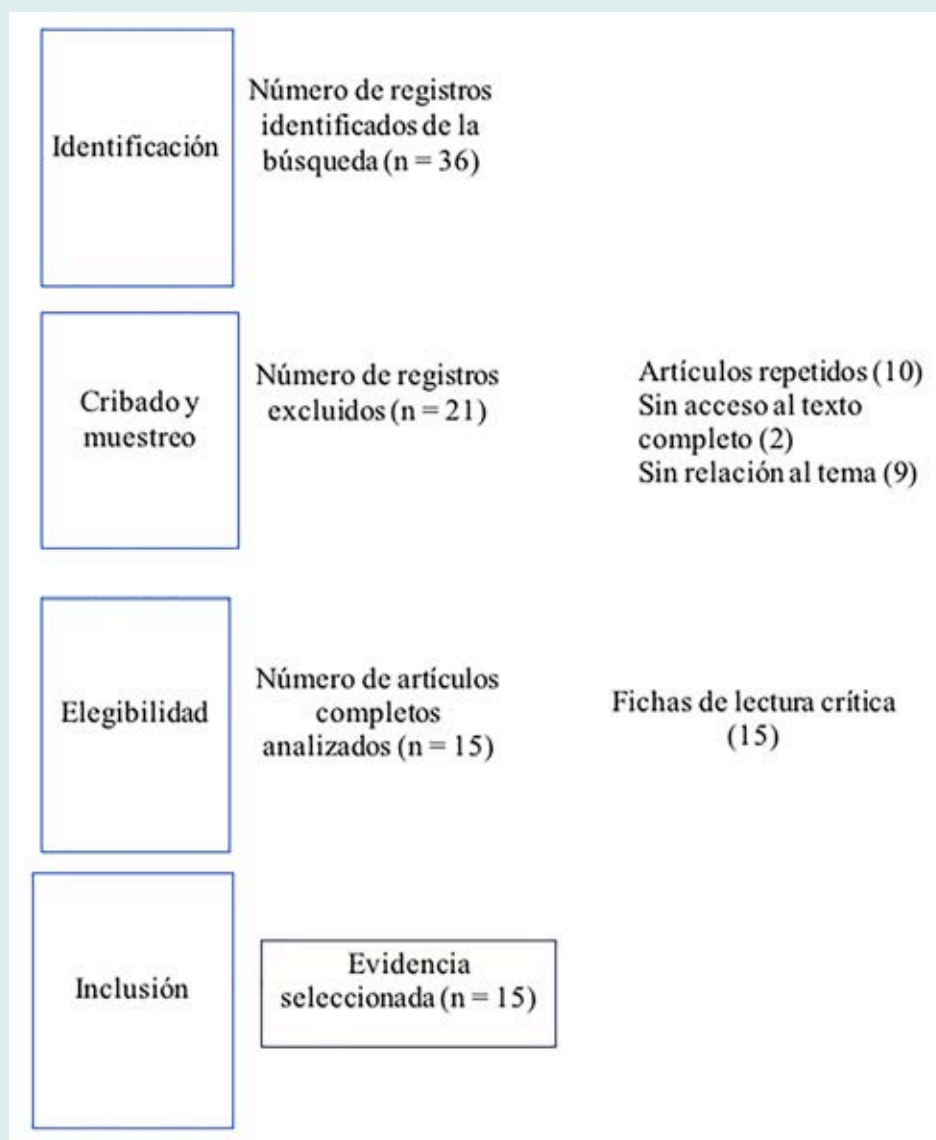 Identificación
Número de registros
identificados de la
búsqueda (n = 36)
Cribado y
muestreo
Número de registros
excluidos (n = 21)
Artículos repetidos (10)
Sin acceso al texto
completo (2)
Sin relación al tema (9)
Elegibilidad
Número de artículos
completos
analizados (n = 15)
Fichas de lectura crítica
(15)
Inclusión
Evidencia
seleccionada (n = 15)